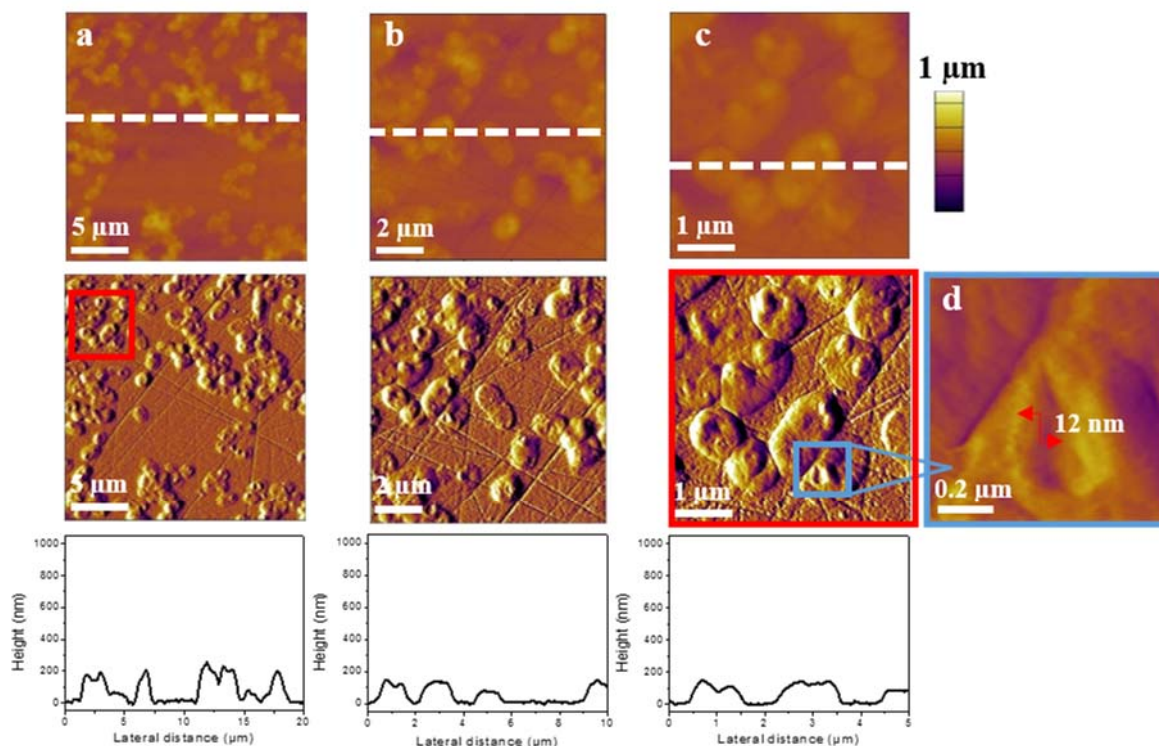 a
b
c
1 μm
5 μm
2 μm
1 μm
d
12 nm
5 μm
2 μm
1 μm
0.2 μm
1000
800
600
400
200
0
Height (nm)
0 5 10 15 20
Lateral distance (μm)
1000
800
600
400
200
0
Height (nm)
0 2 4 6 8 10
Lateral distance (μm)
1000
800
600
400
200
0
Height (nm)
0 1 2 3 4 5
Lateral distance (μm)